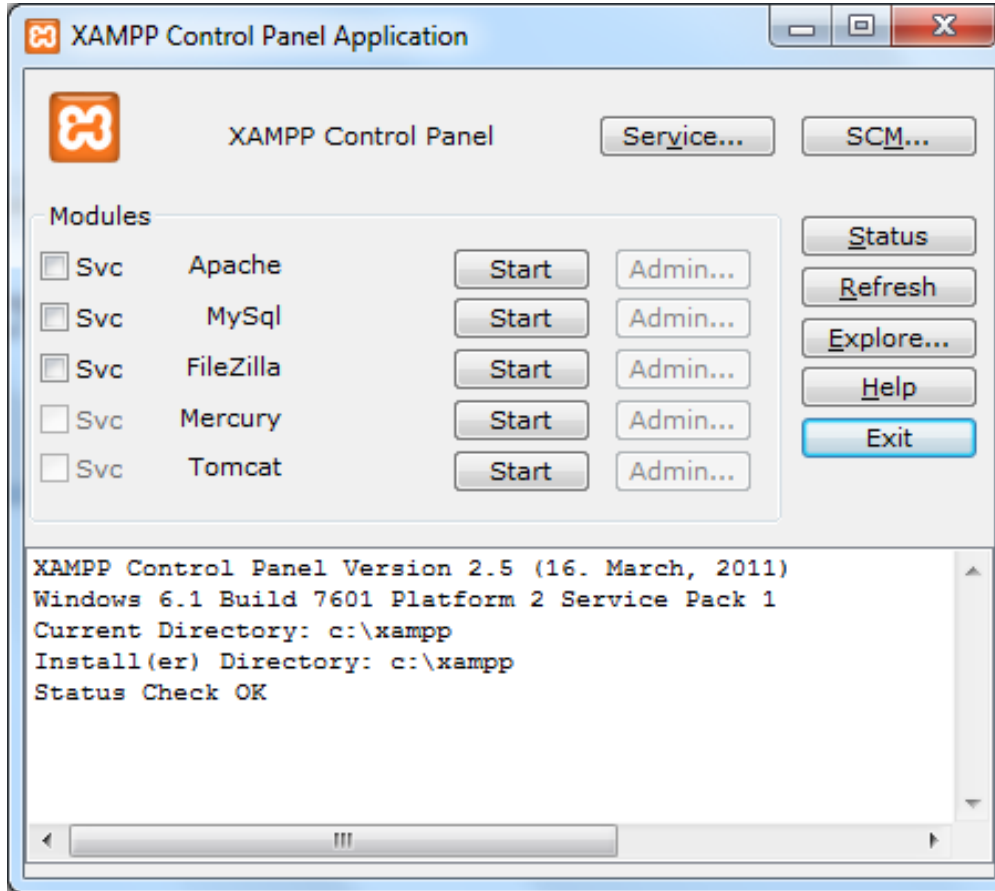 XAMPP Control Panel Application
XAMPP Control Panel Service... SCM...
Modules
Svc Apache Start Admin...
Svc MySql Start Admin...
Svc FileZilla Start Admin...
Svc Mercury Start Admin...
Svc Tomcat Start Admin...
Status
Refresh
Explore...
Help
Exit
XAMPP Control Panel Version 2.5 (16. March, 2011)
Windows 6.1 Build 7601 Platform 2 Service Pack 1
Current Directory: c:\xampp
Install(er) Directory: c:\xampp
Status Check OK